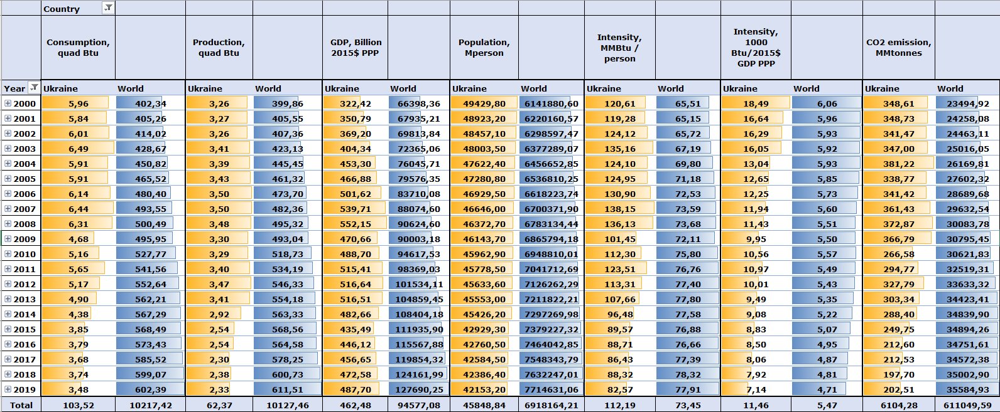 Country
Consumption, quad Btu Production, quad Btu GDP, Billion 2015$ PPP Population, Mperson Intensity, MMBtu / person Intensity, 1000 Btu/2015$ GDP PPP CO2 emission, MMtonnes
Year Ukraine World Ukraine World Ukraine World Ukraine World Ukraine World Ukraine World Ukraine World
2000 5,96 402,34 3,26 399,86 322,42 66398,36 49429,80 6141880,60 120,61 65,51 18,49 6,06 348,61 23494,92
2001 5,84 405,26 3,27 405,55 350,79 67935,21 48923,20 6220160,57 119,28 65,15 16,64 5,96 348,73 24258,08
2002 6,01 414,02 3,26 407,36 369,20 69813,84 48457,10 6298597,47 124,12 65,72 16,29 5,93 341,47 24463,11
2003 6,49 428,67 3,41 423,13 404,34 72365,06 48003,50 6377289,07 135,16 67,19 16,05 5,92 347,00 25016,05
2004 5,91 450,82 3,39 445,45 453,30 76045,71 47622,40 6456652,85 124,10 69,80 13,04 5,93 381,22 26169,81
2005 5,91 465,52 3,43 461,32 466,88 79576,35 47280,80 6536810,25 124,95 71,18 12,65 5,85 338,77 27602,32
2006 6,14 480,40 3,50 473,70 501,62 83710,08 46929,50 6618223,74 130,90 72,53 12,25 5,73 341,42 28689,68
2007 6,44 493,55 3,50 482,36 539,71 88074,60 46646,00 6700371,90 138,15 73,59 11,94 5,60 361,43 29632,54
2008 6,31 500,49 3,48 495,32 552,15 90624,60 46372,70 6783134,44 136,13 73,68 11,43 5,51 372,87 30083,78
2009 4,68 495,95 3,30 493,04 470,66 90003,18 46143,70 6865794,18 101,45 72,11 9,95 5,50 366,79 30795,45
2010 5,16 527,77 3,29 518,73 488,70 94617,53 45962,90 6948810,01 112,30 75,80 10,56 5,57 266,58 30621,83
2011 5,65 541,56 3,40 534,19 515,41 98369,03 45778,50 7041712,69 123,51 76,76 10,97 5,49 294,77 32519,31
2012 5,17 552,64 3,47 546,33 516,64 101534,11 45633,60 7126262,29 113,31 77,40 10,01 5,43 327,79 33633,32
2013 4,90 562,21 3,41 554,18 516,51 104859,45 45553,00 7211822,21 107,66 77,80 9,49 5,35 303,34 34423,41
2014 4,38 567,29 2,92 563,33 482,66 108404,18 45426,20 7297269,98 96,48 77,58 9,08 5,22 288,40 34839,90
2015 3,85 568,49 2,54 568,56 435,49 111935,90 42929,30 7379227,32 89,57 76,88 8,83 5,07 249,75 34894,26
2016 3,79 573,43 2,54 564,58 446,12 115567,88 42760,50 7464042,85 88,71 76,66 8,50 4,95 212,60 34751,61
2017 3,68 585,52 2,30 578,25 456,65 119854,32 42584,50 7548343,79 86,43 77,39 8,06 4,87 212,53 34572,38
2018 3,74 599,07 2,38 600,73 472,58 124161,99 42386,40 7632247,01 88,32 78,32 7,92 4,81 197,70 35002,90
2019 3,48 602,39 2,33 611,51 487,70 127690,25 42153,20 7714631,06 82,57 77,91 7,14 4,71 202,51 35584,93
Total 103,52 10217,42 62,37 10127,46 462,48 94577,08 45848,84 6918164,21 112,19 73,45 11,46 5,47 6104,28 611049,59